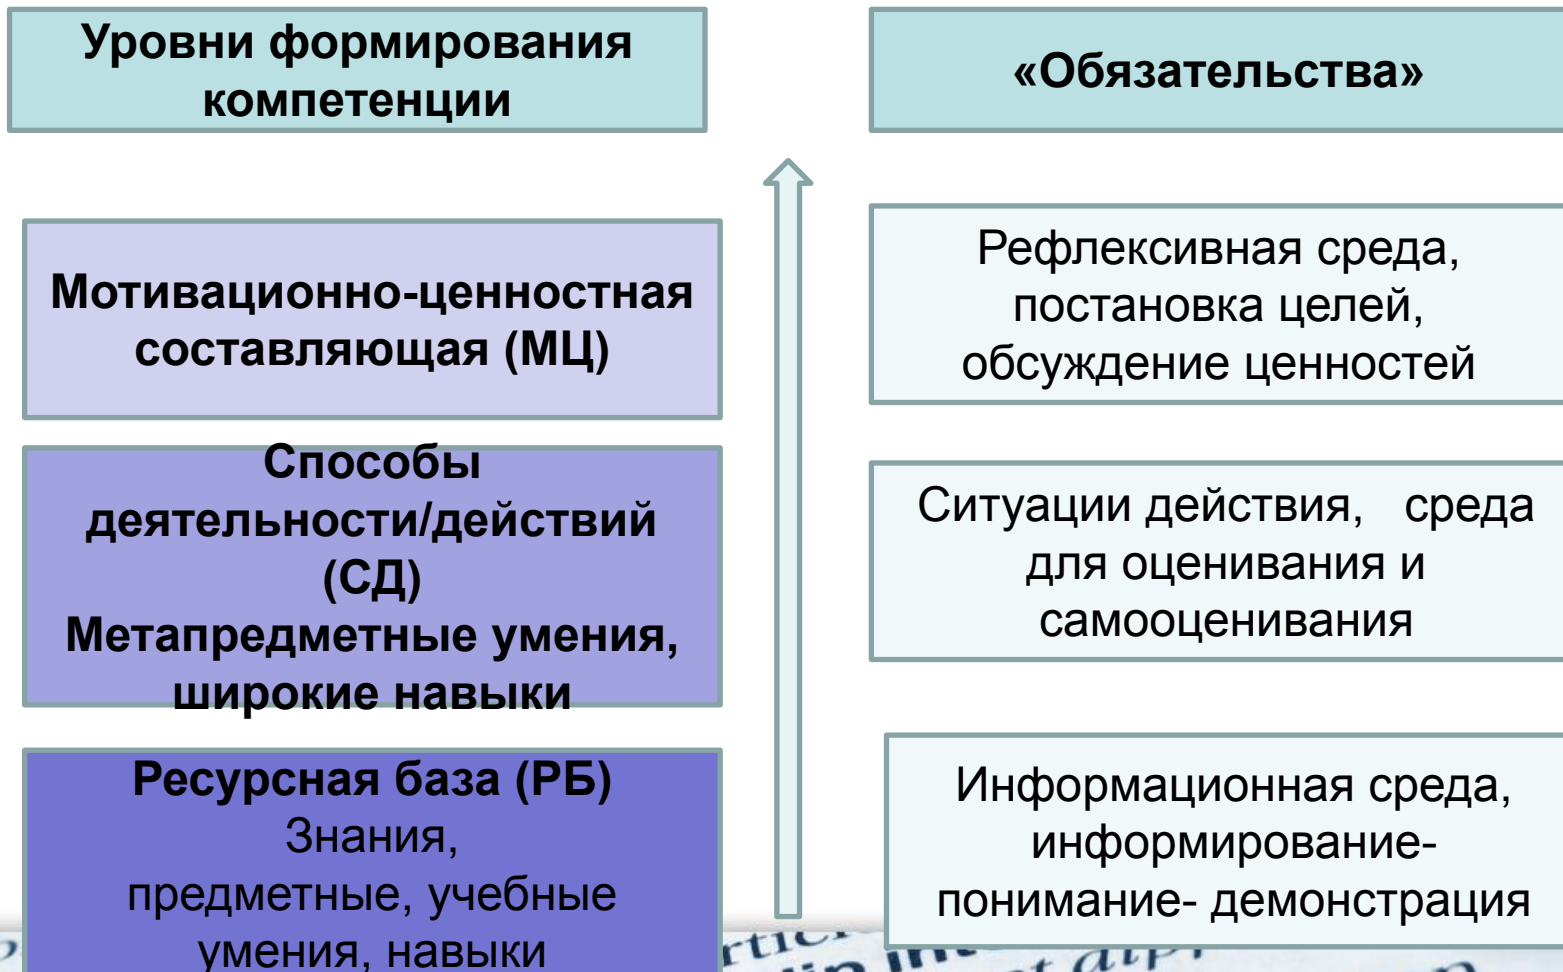 Уровни формирования
компетенции
«Обязательства»
Мотивационно-ценностная
составляющая (МЦ)
Рефлексивная среда,
постановка целей,
обсуждение ценностей
Способы
деятельности/действий
(СД)
Метапредметные умения,
широкие навыки
Ситуации действия, среда
для оценивания и
самооценивания
Ресурсная база (РБ)
Знания,
предметные, учебные
умения, навыки
Информационная среда,
информирование-
понимание- демонстрация